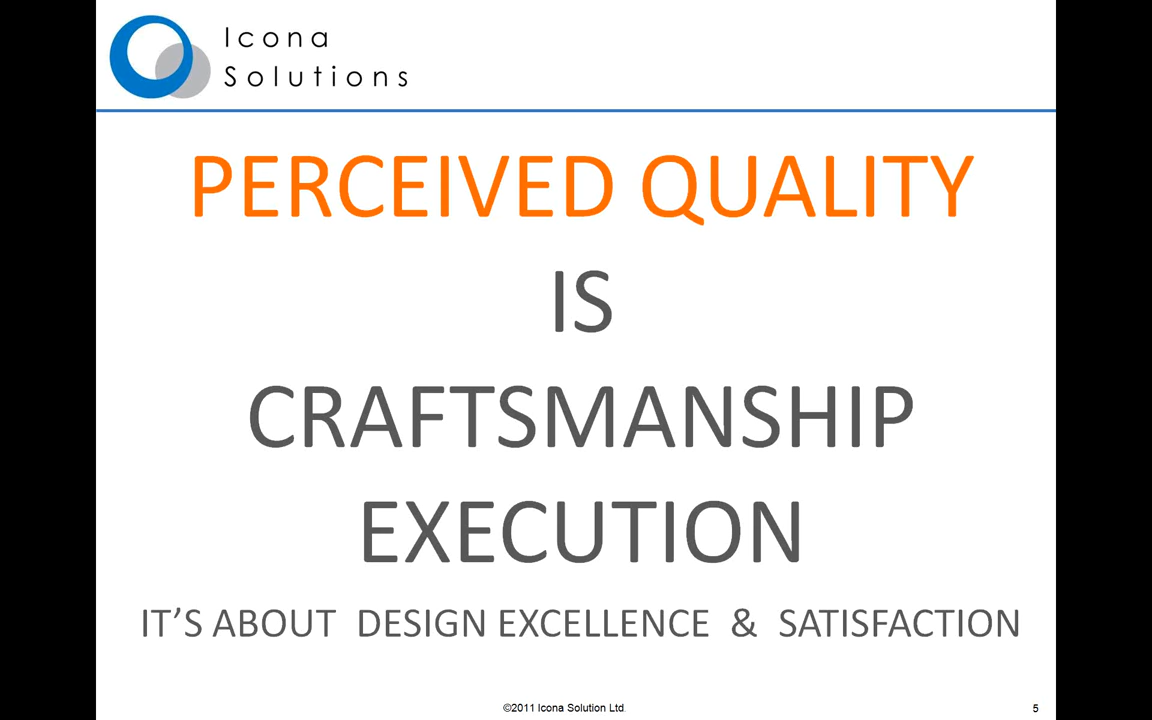 Icona
Solutions
PERCEIVED QUALITY
IS
CRAFTSMANSHIP
EXECUTION
IT’S ABOUT DESIGN EXCELLENCE & SATISFACTION
©2011 Icona Solution Ltd.
5